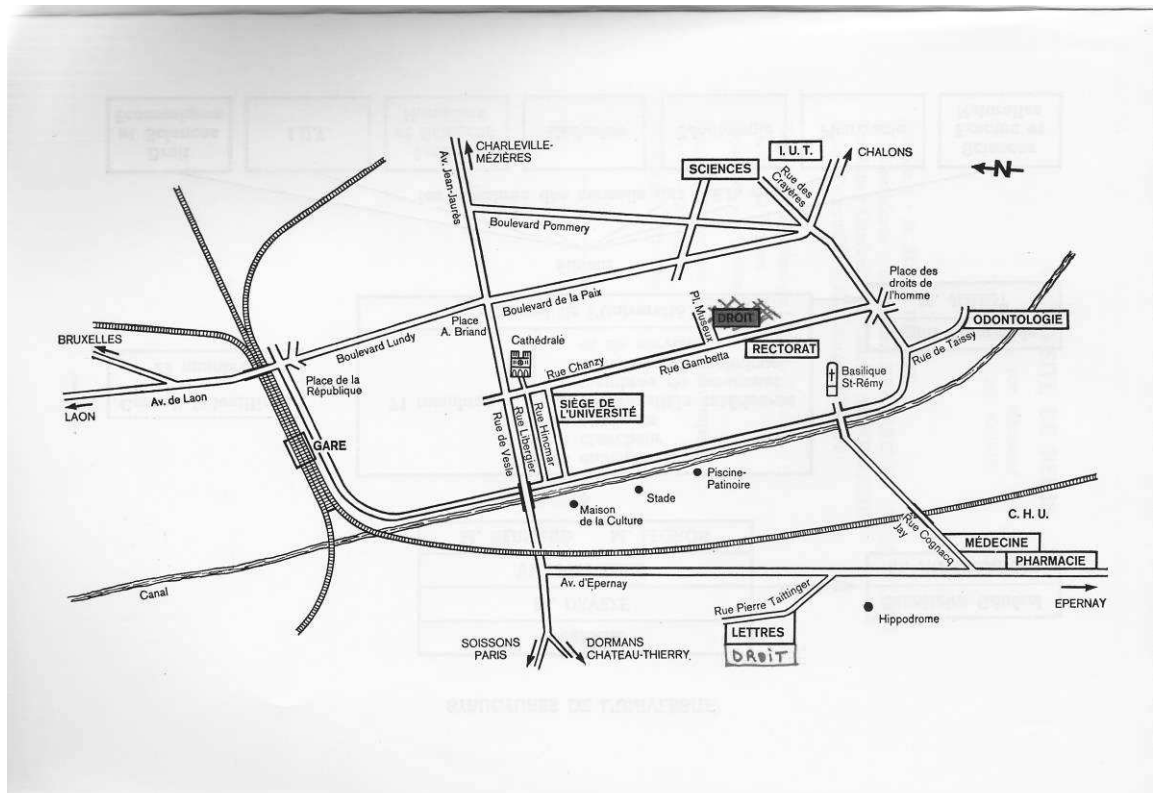 CHARLEVILLE-
MÉZIÈRES
Av. Jean-Jaurès
I.U.T.
CHALONS
SCIENCES
Rue des
Crayères
N
Boulevard Pommery
Place des
droits de
l'homme
Boulevard de la Paix
Place
A. Briand
Pl. Museux
DROIT
ODONTOLOGIE
BRUXELLES
Boulevard Lundy
Cathédrale
RECTORAT
Rue de Taissy
Rue Chanzy
Rue Gambetta
Basilique
St-Rémy
Place de la
République
Av. de Laon
LAON
SIÈGE DE
L'UNIVERSITÉ
GARE
Rue de Vesle
Rue Libergier
Rue Hincmar
Piscine-
Patinoire
Stade
Maison
de la Culture
C.H.U.
Rue Cognacq
Jay
MÉDECINE
PHARMACIE
Canal
Av. d'Epernay
EPERNAY
Rue Pierre Taittinger
Hippodrome
LETTRES
DROIT
SOISSONS
PARIS
DORMANS
CHATEAU-THIERRY